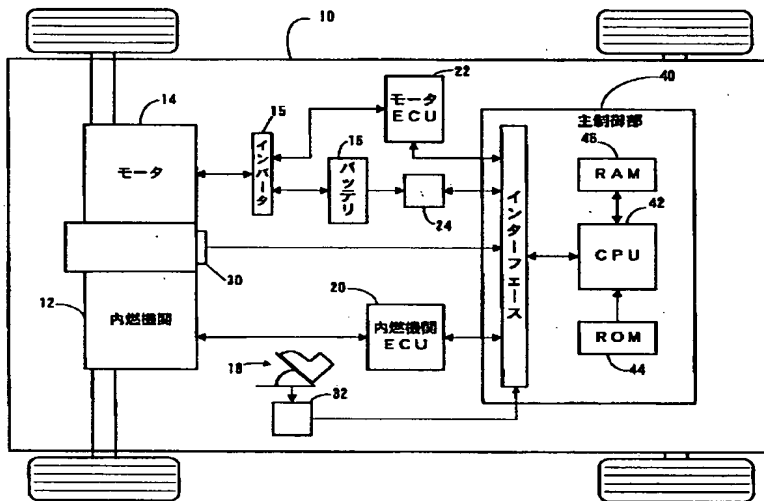 10
22
40
14
15
モータ
ECU
主制御部
16
46
インバータ
バッテリ
RAM
モータ
42
24
インターフェース
CPU
30
20
12
内燃機関
内燃機関
ECU
ROM
18
44
32